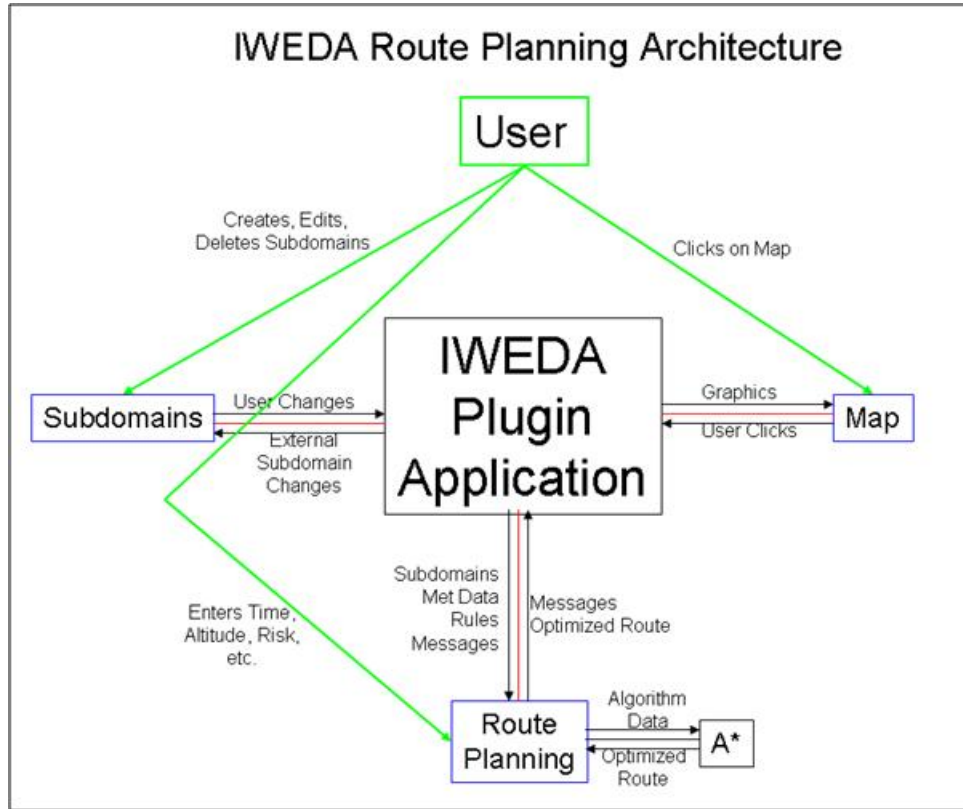 IWEDA Route Planning Architecture
User
Creates, Edits,
Deletes Subdomains
Clicks on Map
IWEDA
Plugin
Application
Subdomains
User Changes
External
Subdomain
Changes
Graphics
User Clicks
Map
Subdomains
Met Data
Rules
Messages
Messages
Optimized Route
Enters Time,
Altitude, Risk,
etc.
Route
Planning
Algorithm
Data
Optimized
Route
A*